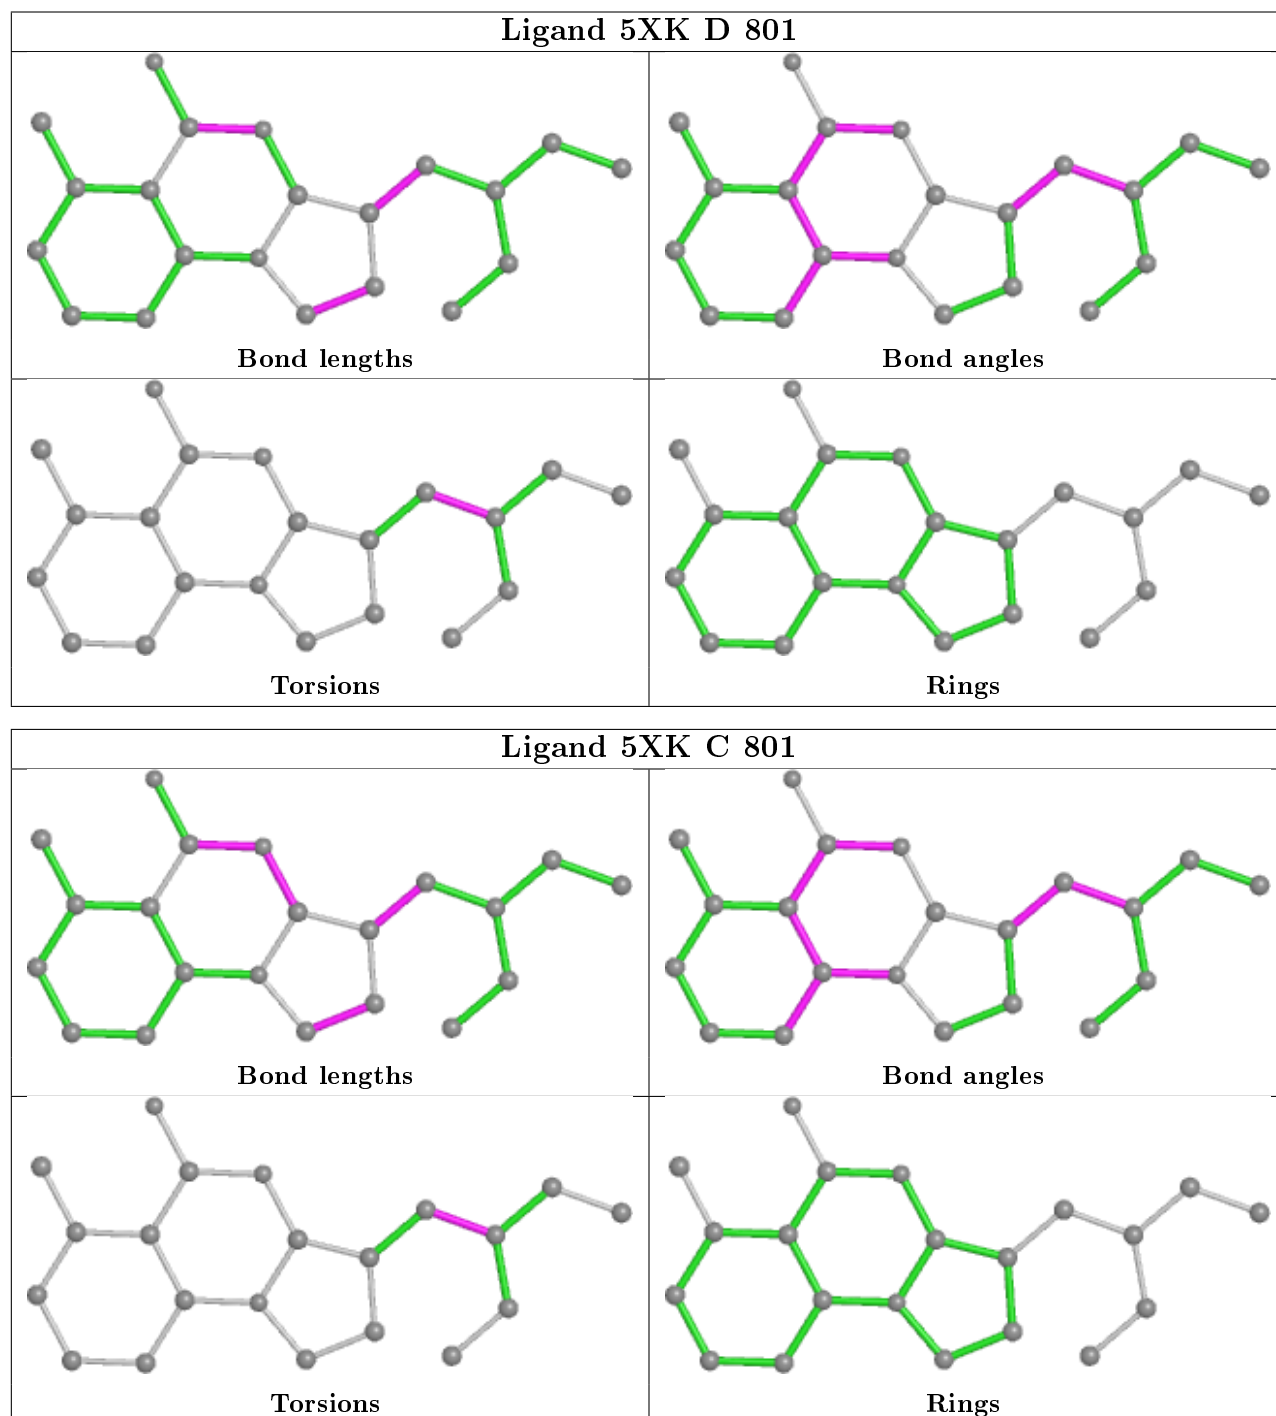 Ligand 5XK D 801
Bond lengths
Bond angles
Torsions
Rings
Ligand 5XK C 801
Bond lengths
Bond angles
Torsions
Rings